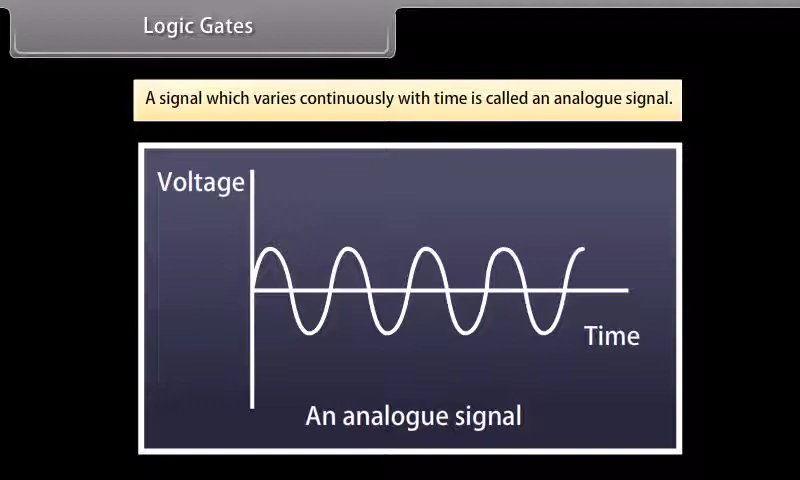 Logic Gates
A signal which varies continuously with time is called an analogue signal.
Voltage
Time
An analogue signal